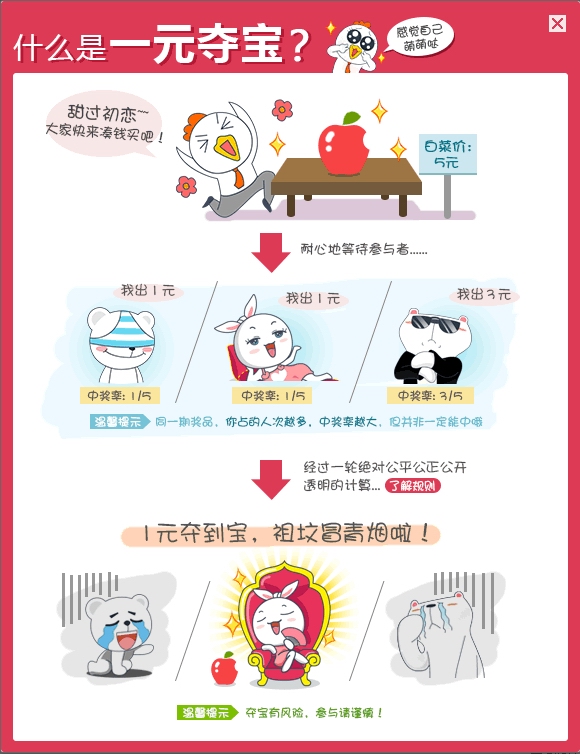 什么是一元夺宝?
感觉自己
萌萌哒
甜过初恋~~
大家快来凑钱买吧！
白菜价：
5元
耐心地等待参与者......
我出1元
我出1元
我出3元
中奖率: 1/5
中奖率: 1/5
中奖率: 3/5
温馨提示 同一期奖品，你占的人次越多，中奖率越大，但并非一定能中哦
经过一轮绝对公平公正公开
透明的计算... 了解规则
1元夺到宝，祖坟冒青烟啦！
温馨提示 夺宝有风险，参与请谨慎！